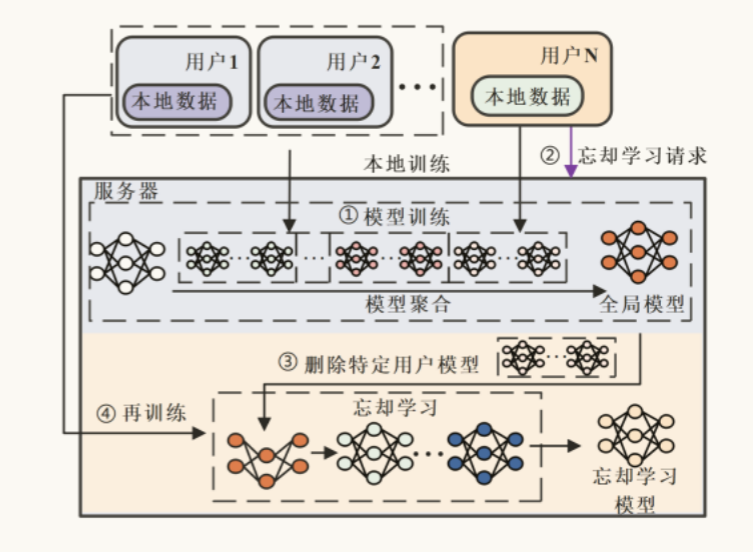 用户1
用户2
用户N
本地数据
本地数据
本地数据
本地训练
② 忘却学习请求
服务器
①模型训练
模型聚合
全局模型
③ 删除特定用户模型
④ 再训练
忘却学习
忘却学习
模型